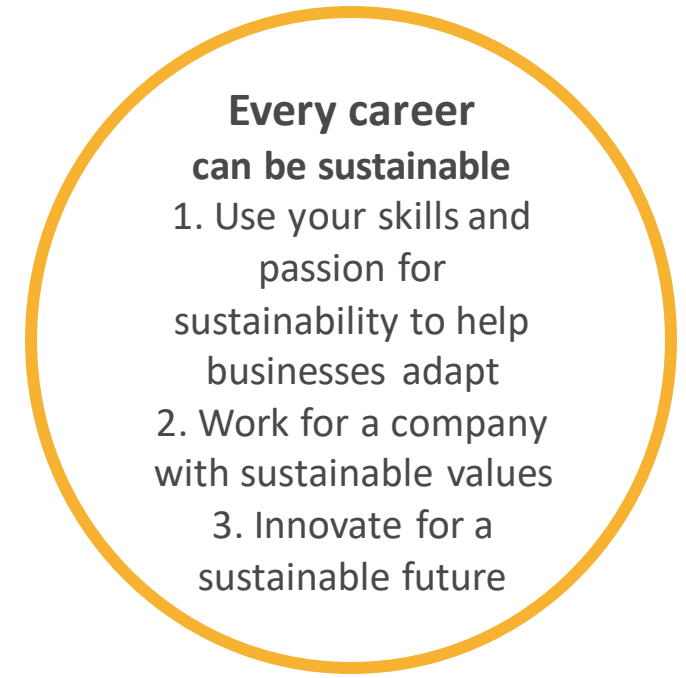 Every career
can be sustainable
1. Use your skills and
passion for
sustainability to help
businesses adapt
2. Work for a company
with sustainable values
3. Innovate for a
sustainable future